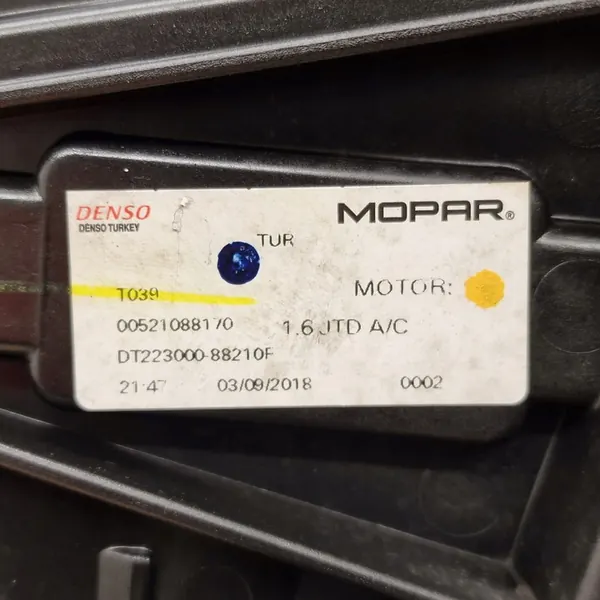 DENSO
DENSO TURKEY
MOPAR®
TUR
T039
MOTOR:
00521088170
1.6 JTD A/C
DT223000-88210F
21:47 03/09/2018 0002